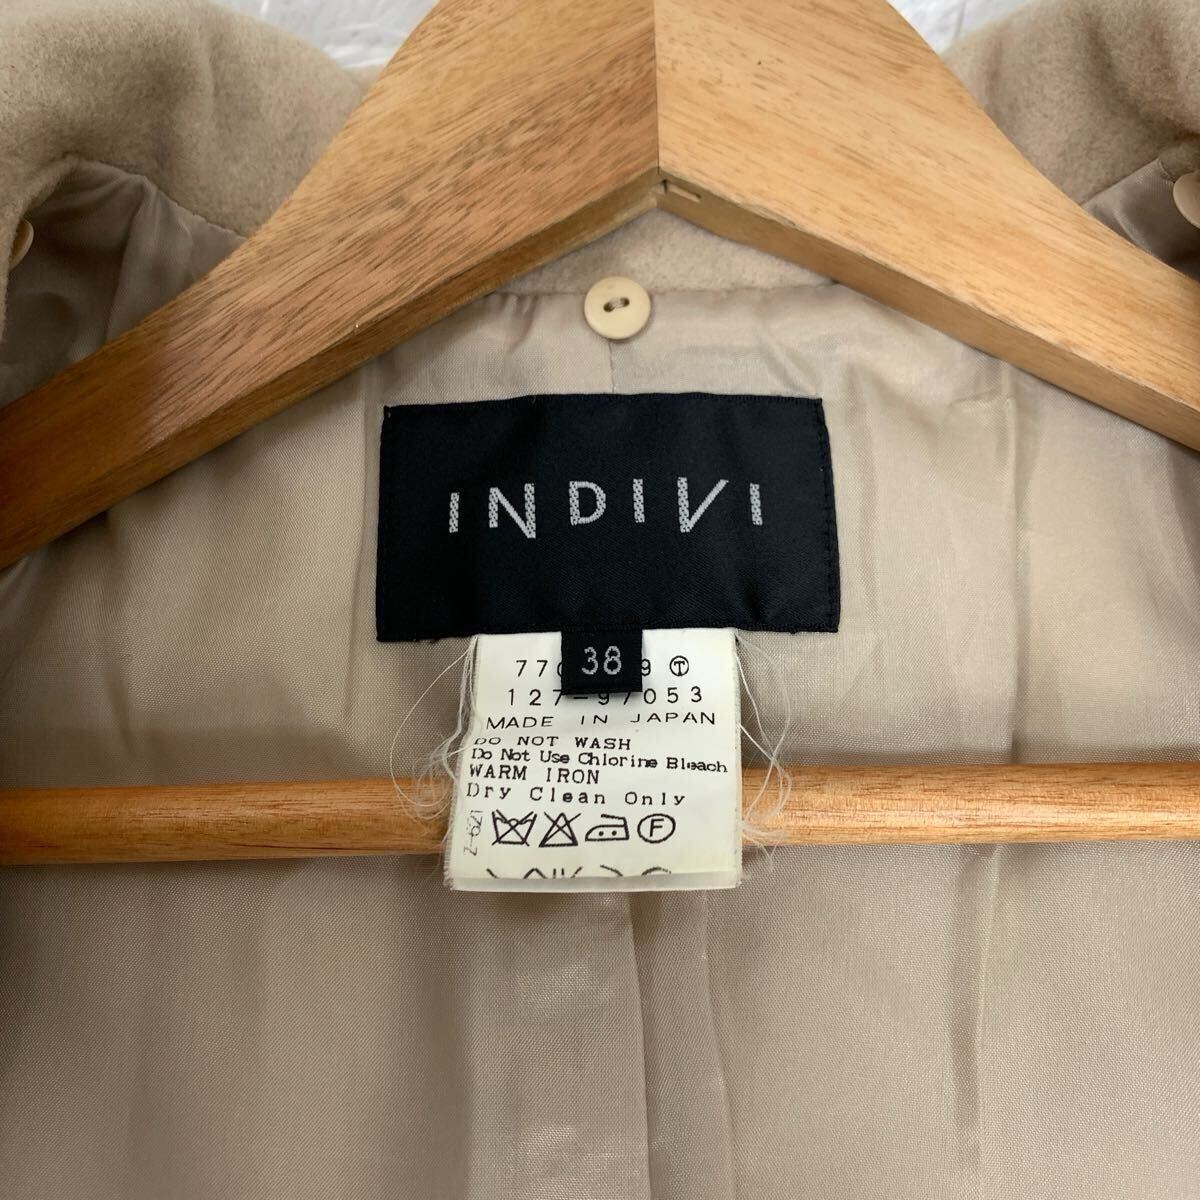 INDIVI
38
127-97053
MADE IN JAPAN
DO NOT WASH
Do Not Use Chlorine Bleach
WARM IRON
Dry Clean Only
F